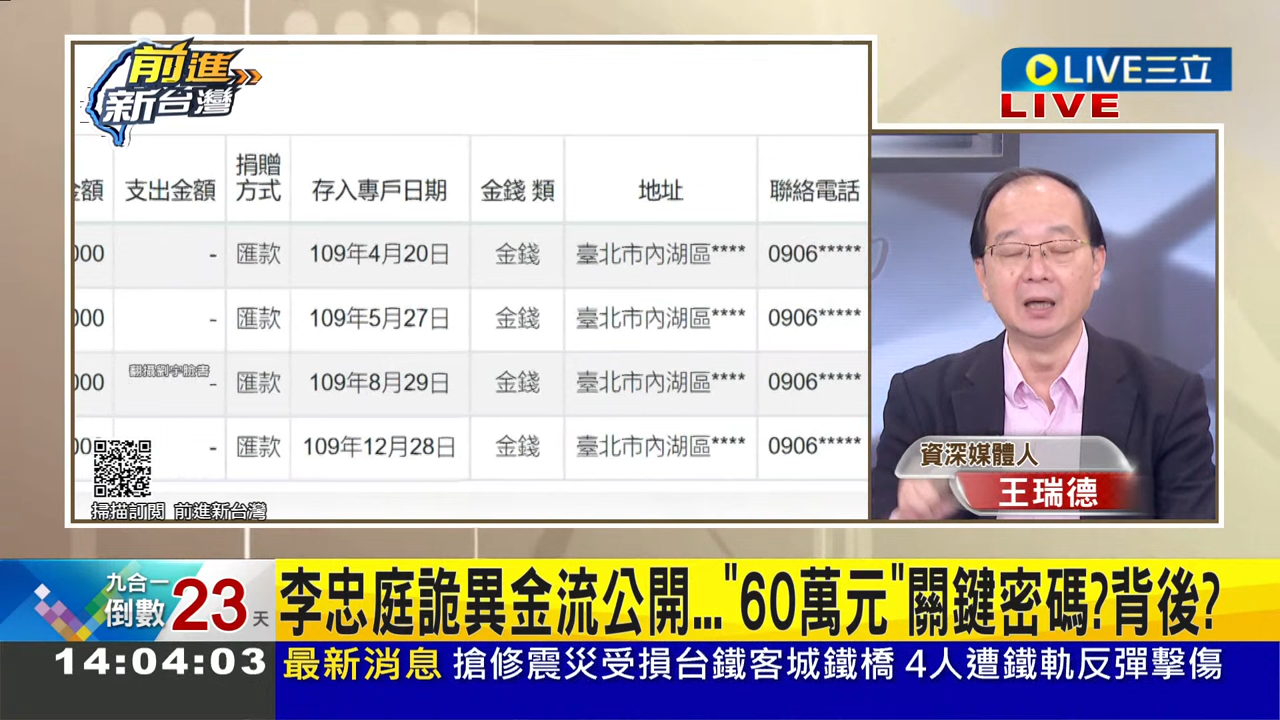 前進
新台灣
LIVE三立
LIVE
金額 支出金額 捐贈方式 存入專戶日期 金錢類 地址 聯絡電話
000 - 匯款 109年4月20日 金錢 臺北市內湖區**** 0906*****
000 - 匯款 109年5月27日 金錢 臺北市內湖區**** 0906*****
翻攝劉宇臉書
000 - 匯款 109年8月29日 金錢 臺北市內湖區**** 0906*****
00 - 匯款 109年12月28日 金錢 臺北市內湖區**** 0906*****
掃描訂閱 前進新台灣
資深媒體人
王瑞德
九合一
倒數 23 天
李忠庭詭異金流公開..."60萬元"關鍵密碼?背後?
14:04:03
最新消息 搶修震災受損台鐵客城鐵橋 4人遭鐵軌反彈擊傷